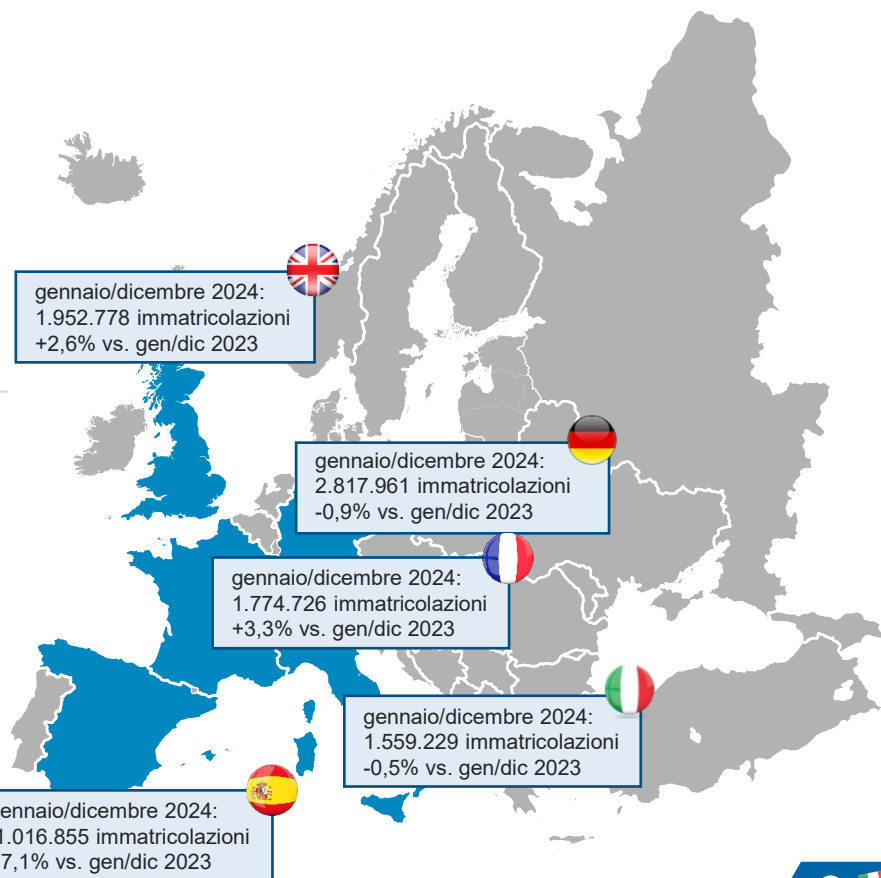 gennaio/dicembre 2024:
1.952.778 immatricolazioni
+2,6% vs. gen/dic 2023
gennaio/dicembre 2024:
2.817.961 immatricolazioni
-0,9% vs. gen/dic 2023
gennaio/dicembre 2024:
1.774.726 immatricolazioni
+3,3% vs. gen/dic 2023
gennaio/dicembre 2024:
1.559.229 immatricolazioni
-0,5% vs. gen/dic 2023
ennaio/dicembre 2024:
1.016.855 immatricolazioni
7,1% vs. gen/dic 2023